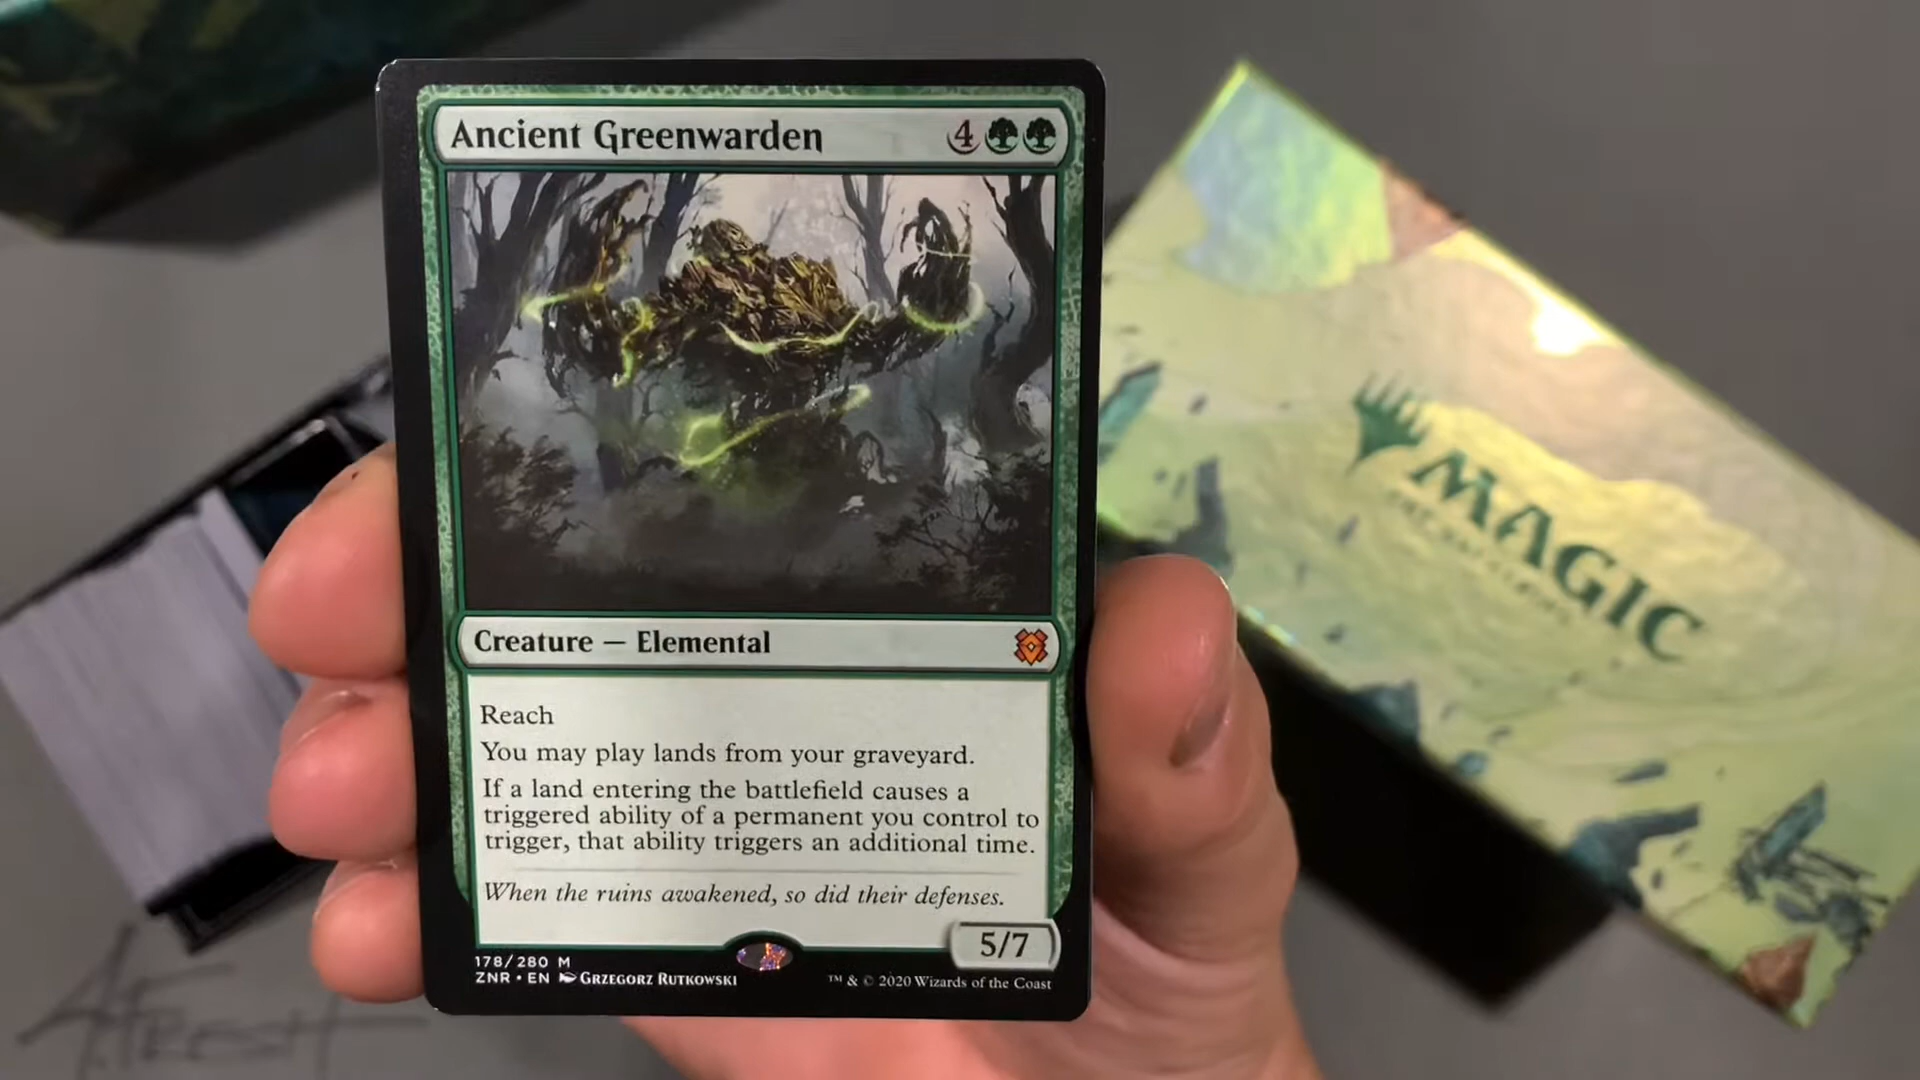 Ancient Greenwarden 4
Creature — Elemental
Reach
You may play lands from your graveyard.
If a land entering the battlefield causes a
triggered ability of a permanent you control to
trigger, that ability triggers an additional time.
When the ruins awakened, so did their defenses.
5/7
178/280 M
ZNR • EN GRZEGORZ RUTKOWSKI
™ & © 2020 Wizards of the Coast
MAGIC
THE GATHERING